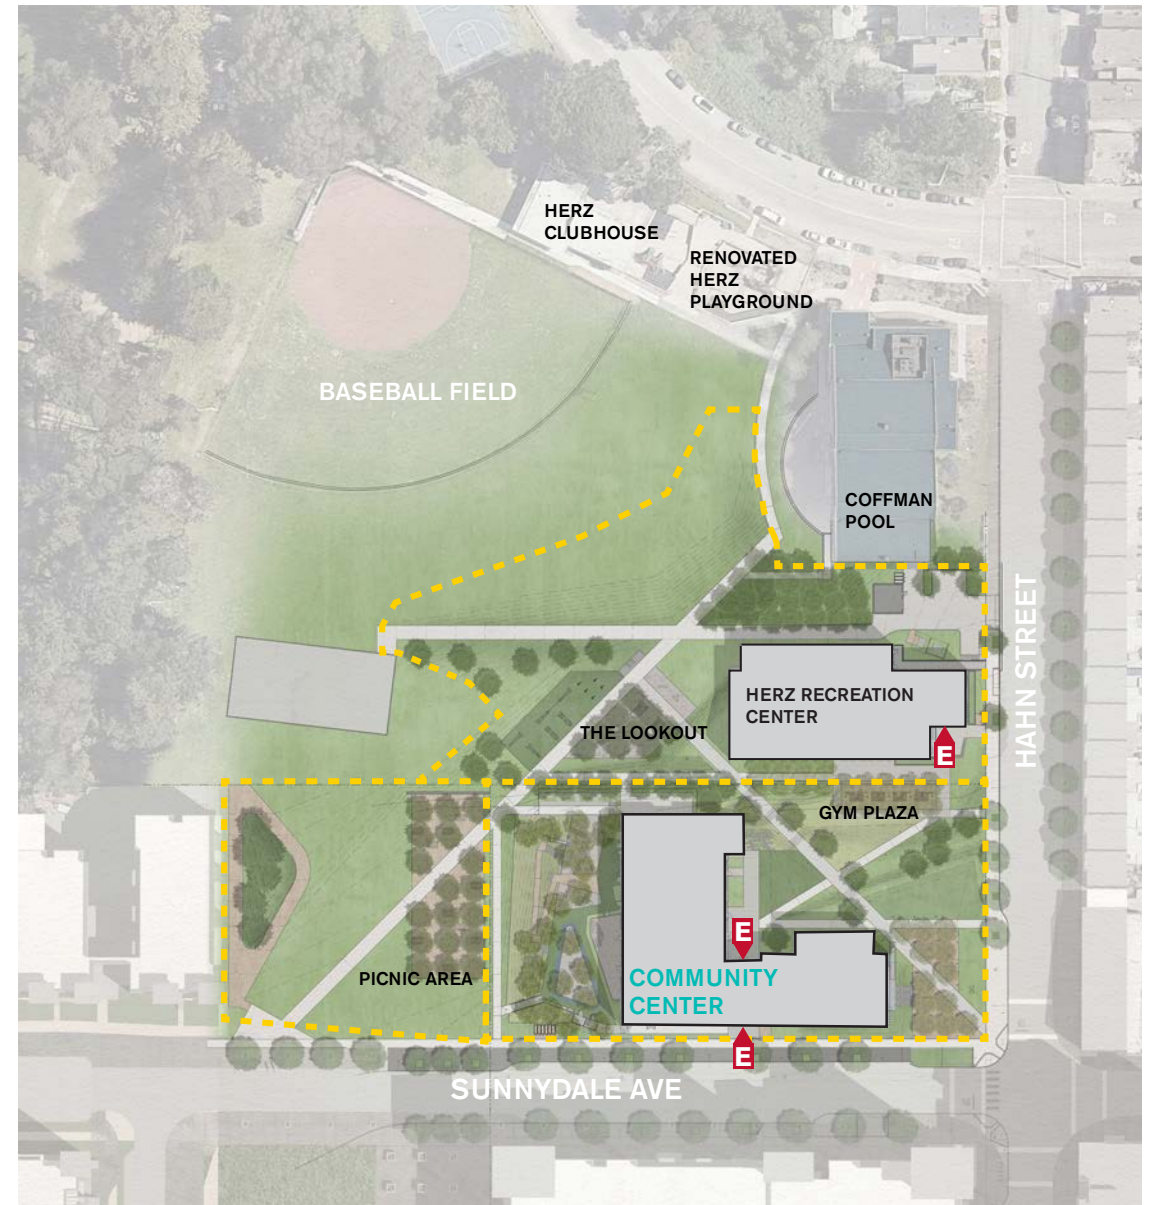 HERZ
CLUBHOUSE
RENOVATED
HERZ
PLAYGROUND
BASEBALL FIELD
COFFMAN
POOL
HAHN STREET
HERZ RECREATION
CENTER
THE LOOKOUT
E
GYM PLAZA
E
PICNIC AREA
COMMUNITY
CENTER
E
SUNNYDALE AVE